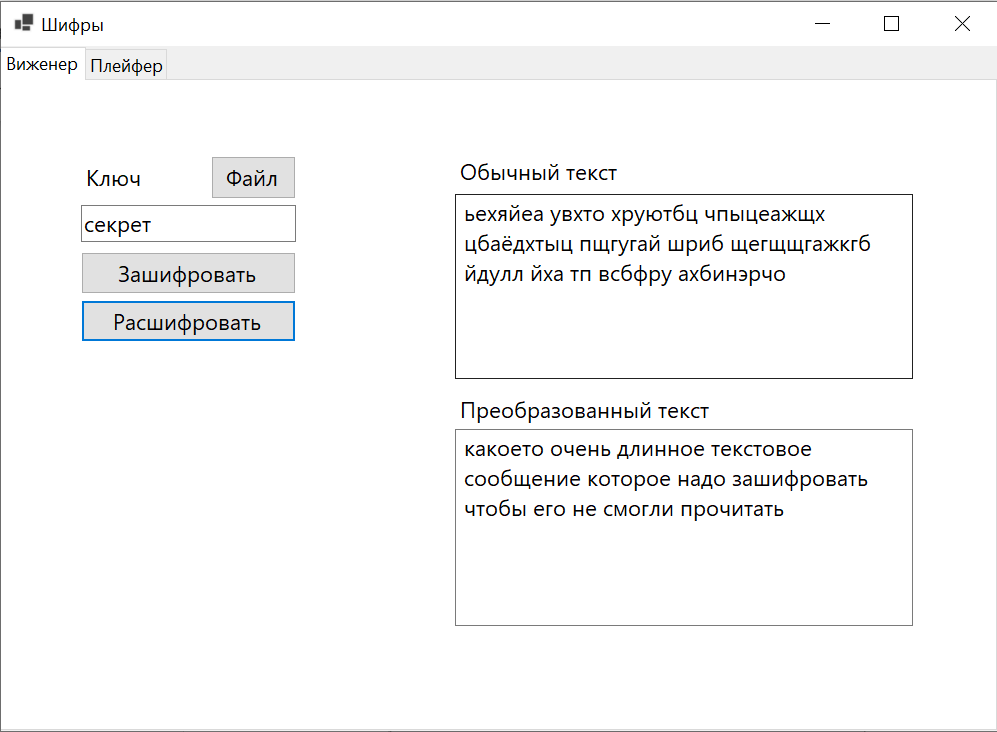 Шифры
Виженер
Плейфер
Ключ
Файл
секрет
Зашифровать
Расшифровать
Обычный текст
ьехяйеа увхто хруютбц чпыцеажщх
цбаёдхтыц пщгугай шриб щегщщгажкгб
йдулл йха тп всбфру ахбинэрчо
Преобразованный текст
какоето очень длинное текстовое
сообщение которое надо зашифровать
чтобы его не смогли прочитать